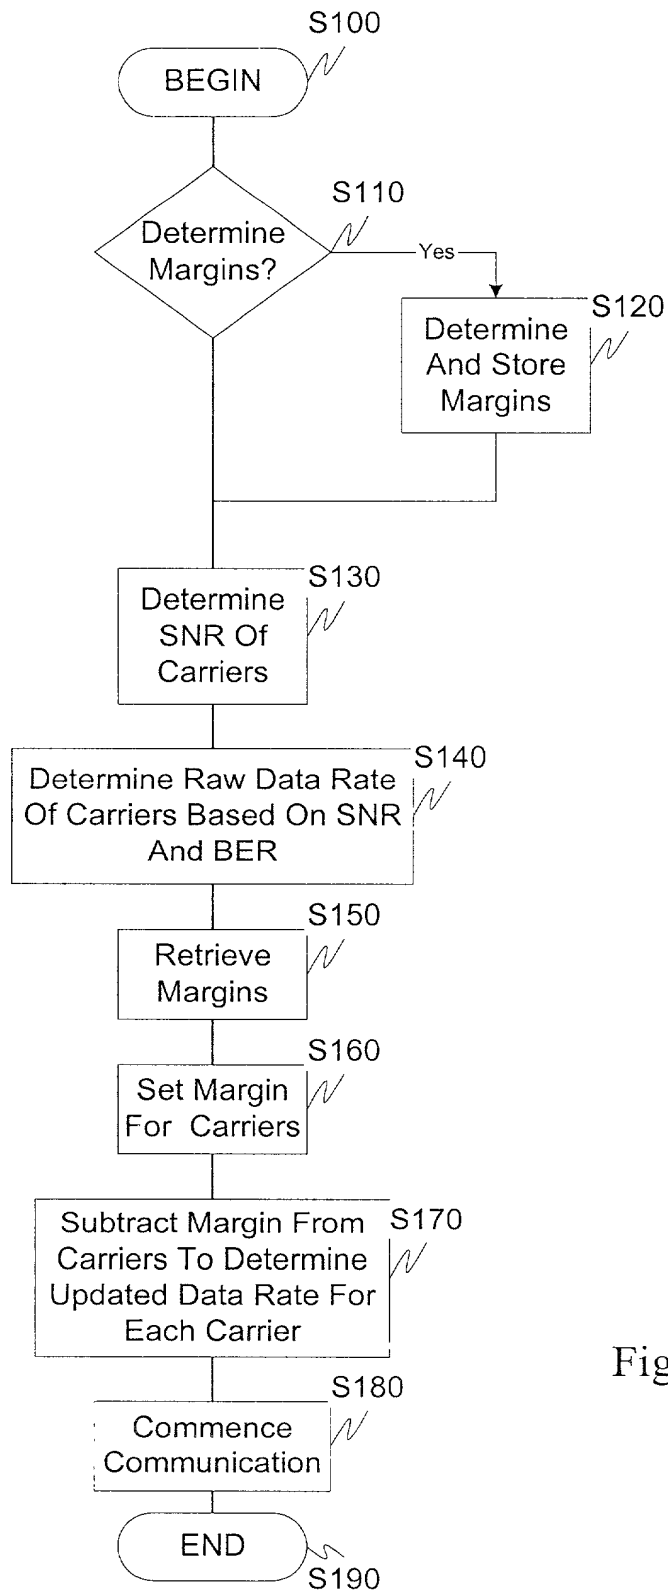 S100
BEGIN
S110
Determine
Margins?
Yes
S120
Determine
And Store
Margins
S130
Determine
SNR Of
Carriers
S140
Determine Raw Data Rate
Of Carriers Based On SNR
And BER
S150
Retrieve
Margins
S160
Set Margin
For Carriers
S170
Subtract Margin From
Carriers To Determine
Updated Data Rate For
Each Carrier
Fig
S180
Commence
Communication
END
S190